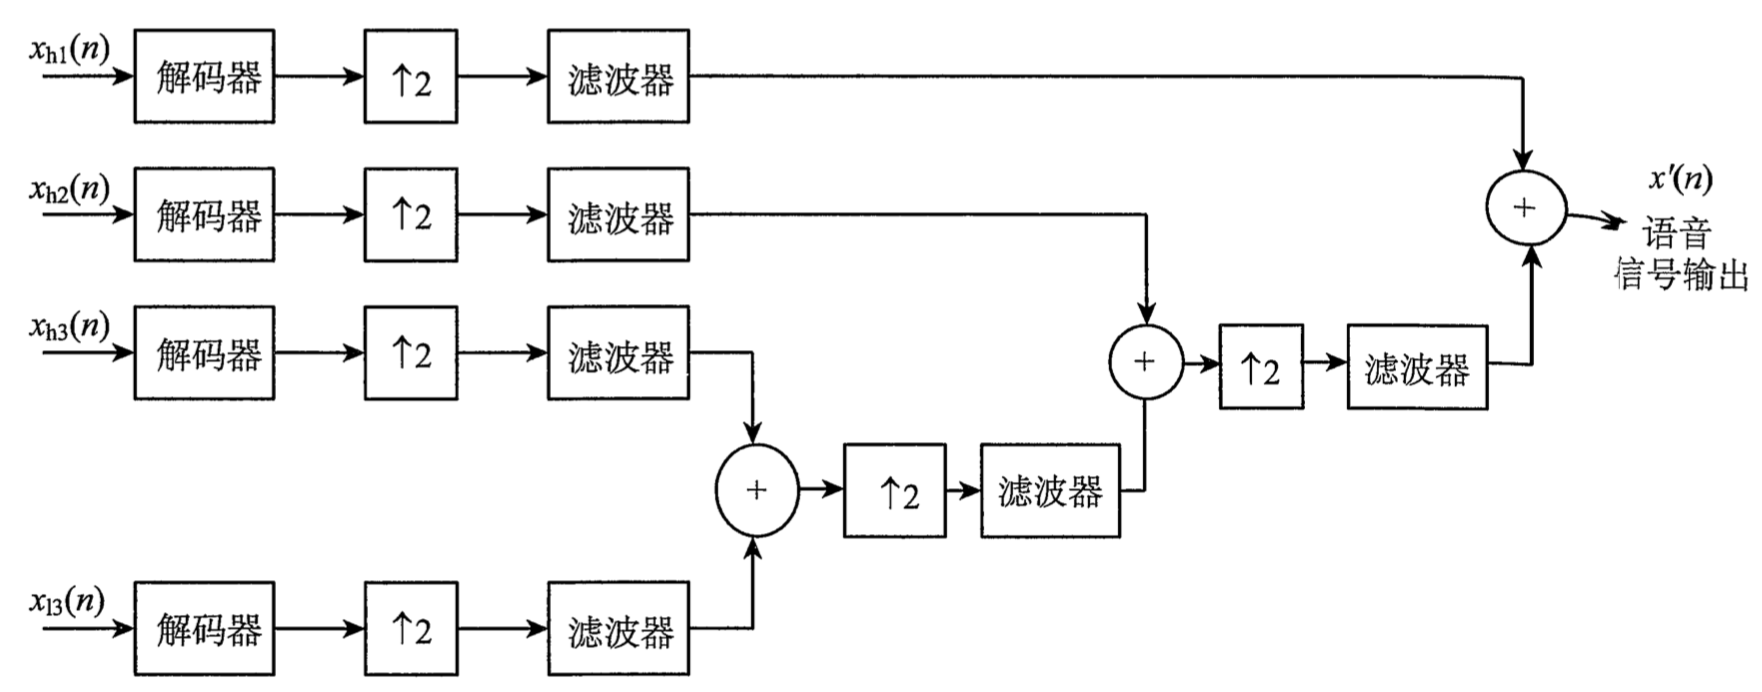 xh1(n)
解码器
↑2
滤波器
xh2(n)
解码器
↑2
滤波器
+
x′(n)
语音
信号输出
xh3(n)
解码器
↑2
滤波器
+
↑2
滤波器
+
↑2
滤波器
xl3(n)
解码器
↑2
滤波器